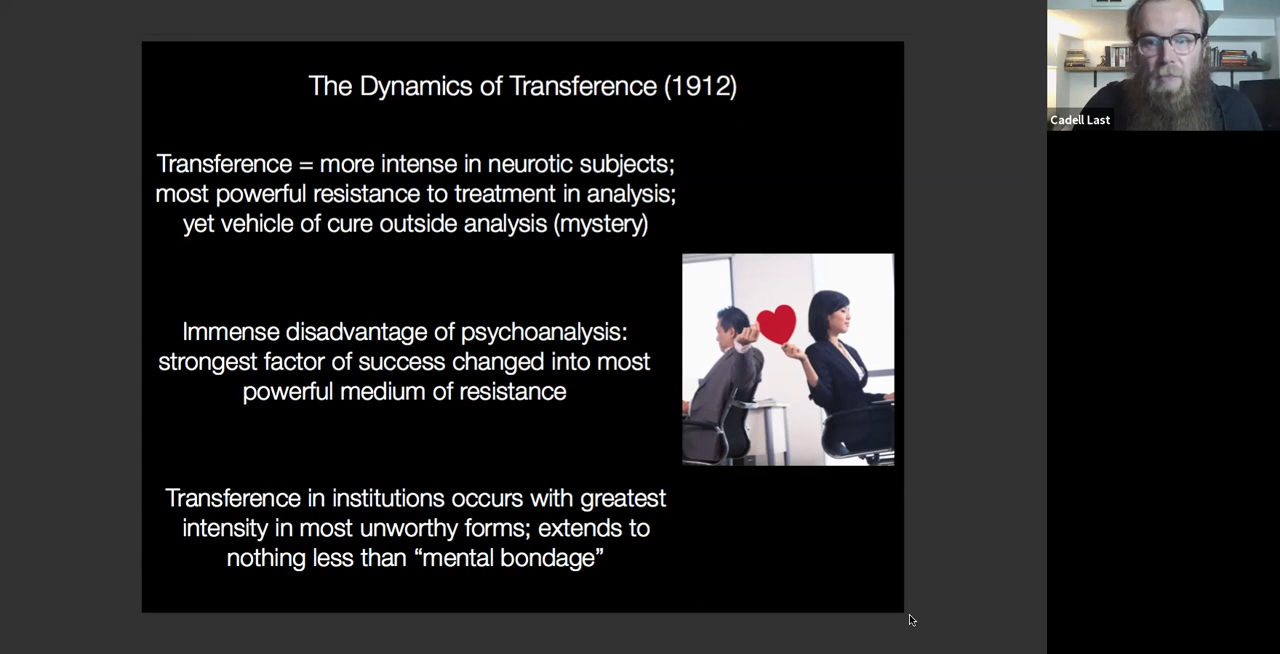 The Dynamics of Transference (1912)
Transference = more intense in neurotic subjects;
most powerful resistance to treatment in analysis;
yet vehicle of cure outside analysis (mystery)
Immense disadvantage of psychoanalysis:
strongest factor of success changed into most
powerful medium of resistance
Transference in institutions occurs with greatest
intensity in most unworthy forms; extends to
nothing less than “mental bondage”
Cadell Last